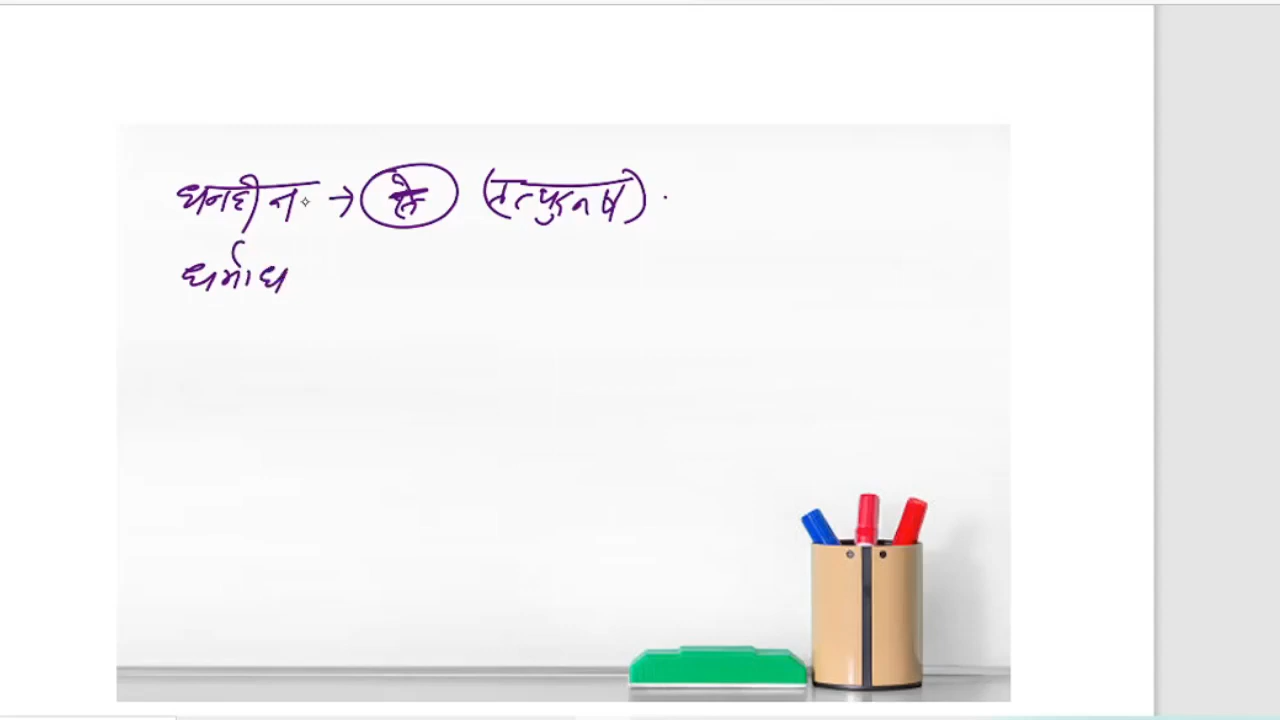 धनहीन → से (तत्पुरुष) .
धर्मांध